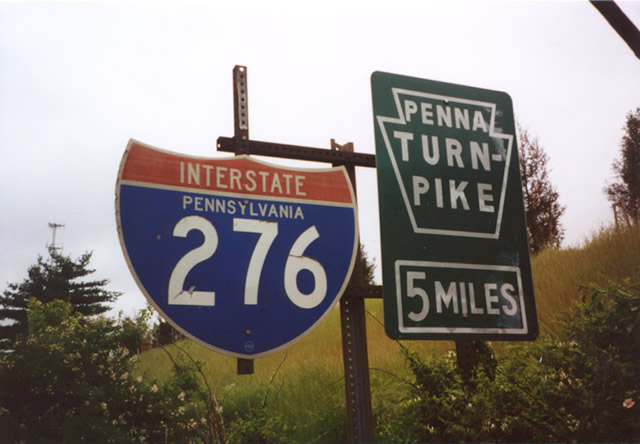 INTERSTATE
PENNSYLVANIA
276
PENNA
TURN-
PIKE
5 MILES